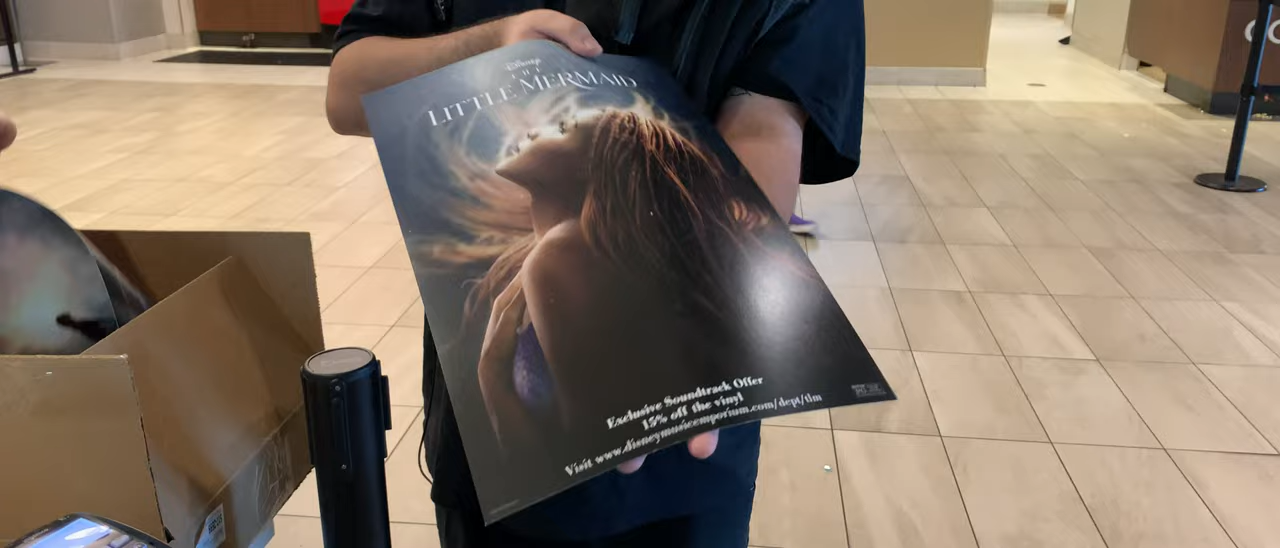 Disney
THE
LITTLE MERMAID
Exclusive Soundtrack Offer
15% off the vinyl
Visit www.disneymusicemporium.com/dept/tlm